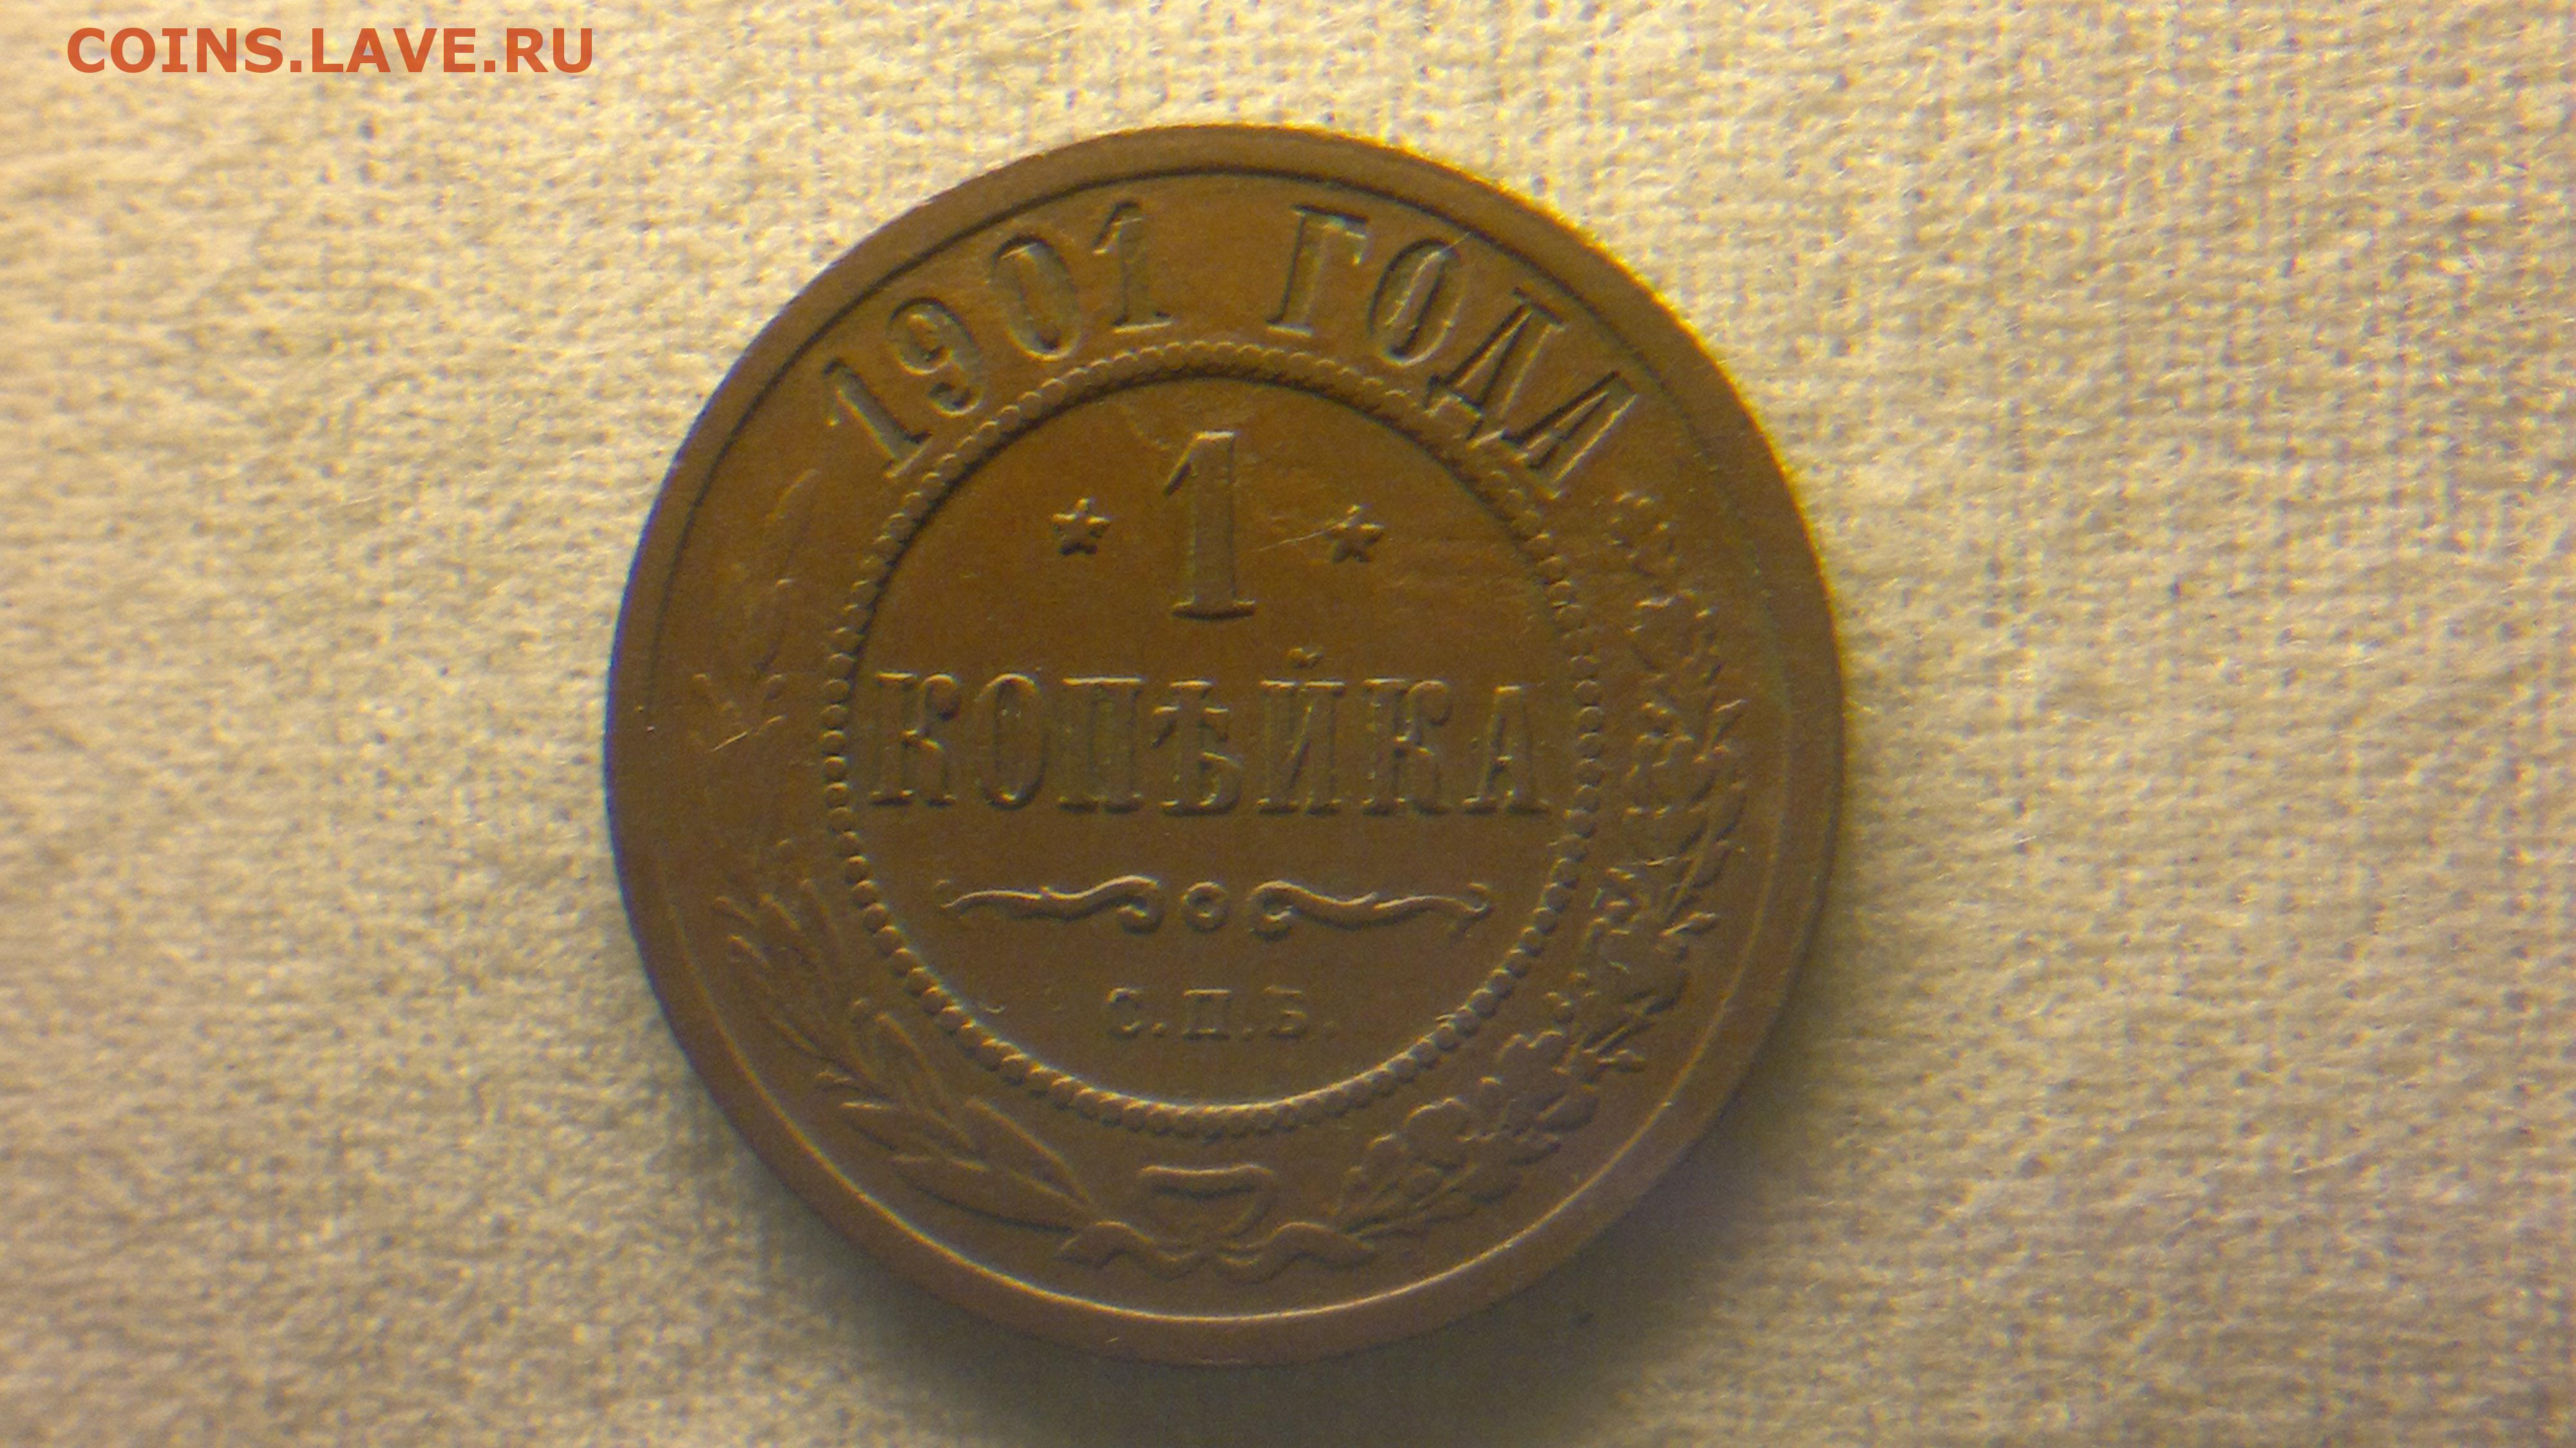 COINS.LAVE.RU
1901 ГОДА
1
КОПѢЙКА
С.П.Б.